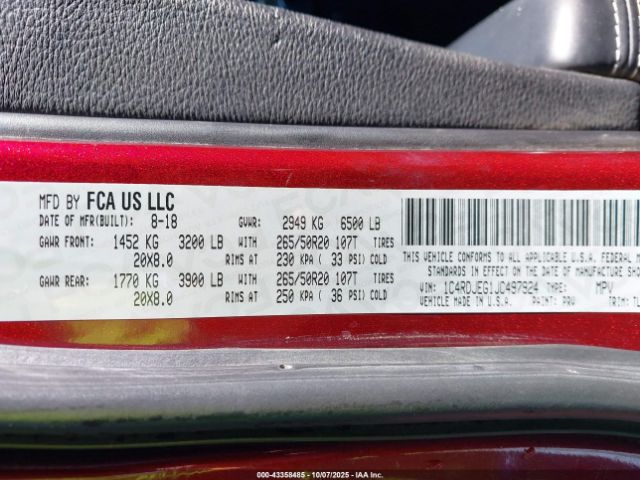 MFD BY FCA US LLC
DATE OF MFR(BUILT): 8-18 GVWR: 2949 KG 6500 LB
GAWR FRONT: 1452 KG 3200 LB WITH 265/50R20 107T TIRES
20X8.0 RIMS AT 230 KPA ( 33 PSI) COLD
GAWR REAR: 1770 KG 3900 LB WITH 265/50R20 107T TIRES
20X8.0 RIMS AT 250 KPA ( 36 PSI) COLD
THIS VEHICLE CONFORMS TO ALL APPLICABLE U.S.A. FEDERAL M
STANDARDS IN EFFECT ON THE DATE OF MANUFACTURE SH
VIN: 1C4RDJEG1JC497924 TYPE: MPV
VEHICLE MADE IN U.S.A. PAINT: PRV TRIM:
000-43358485 - 10/07/2025 - IAA Inc.